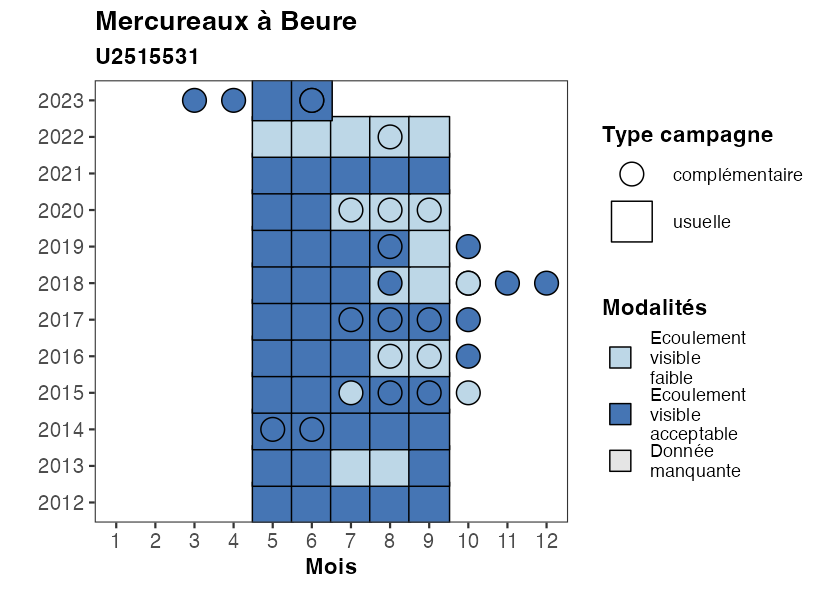 Mercureaux à Beure
U2515531
2023
2022
2021
2020
2019
2018
2017
2016
2015
2014
2013
2012
1 2 3 4 5 6 7 8 9 10 11 12
Mois
Type campagne
complémentaire
usuelle
Modalités
Ecoulement
visible
faible
Ecoulement
visible
acceptable
Donnée
manquante